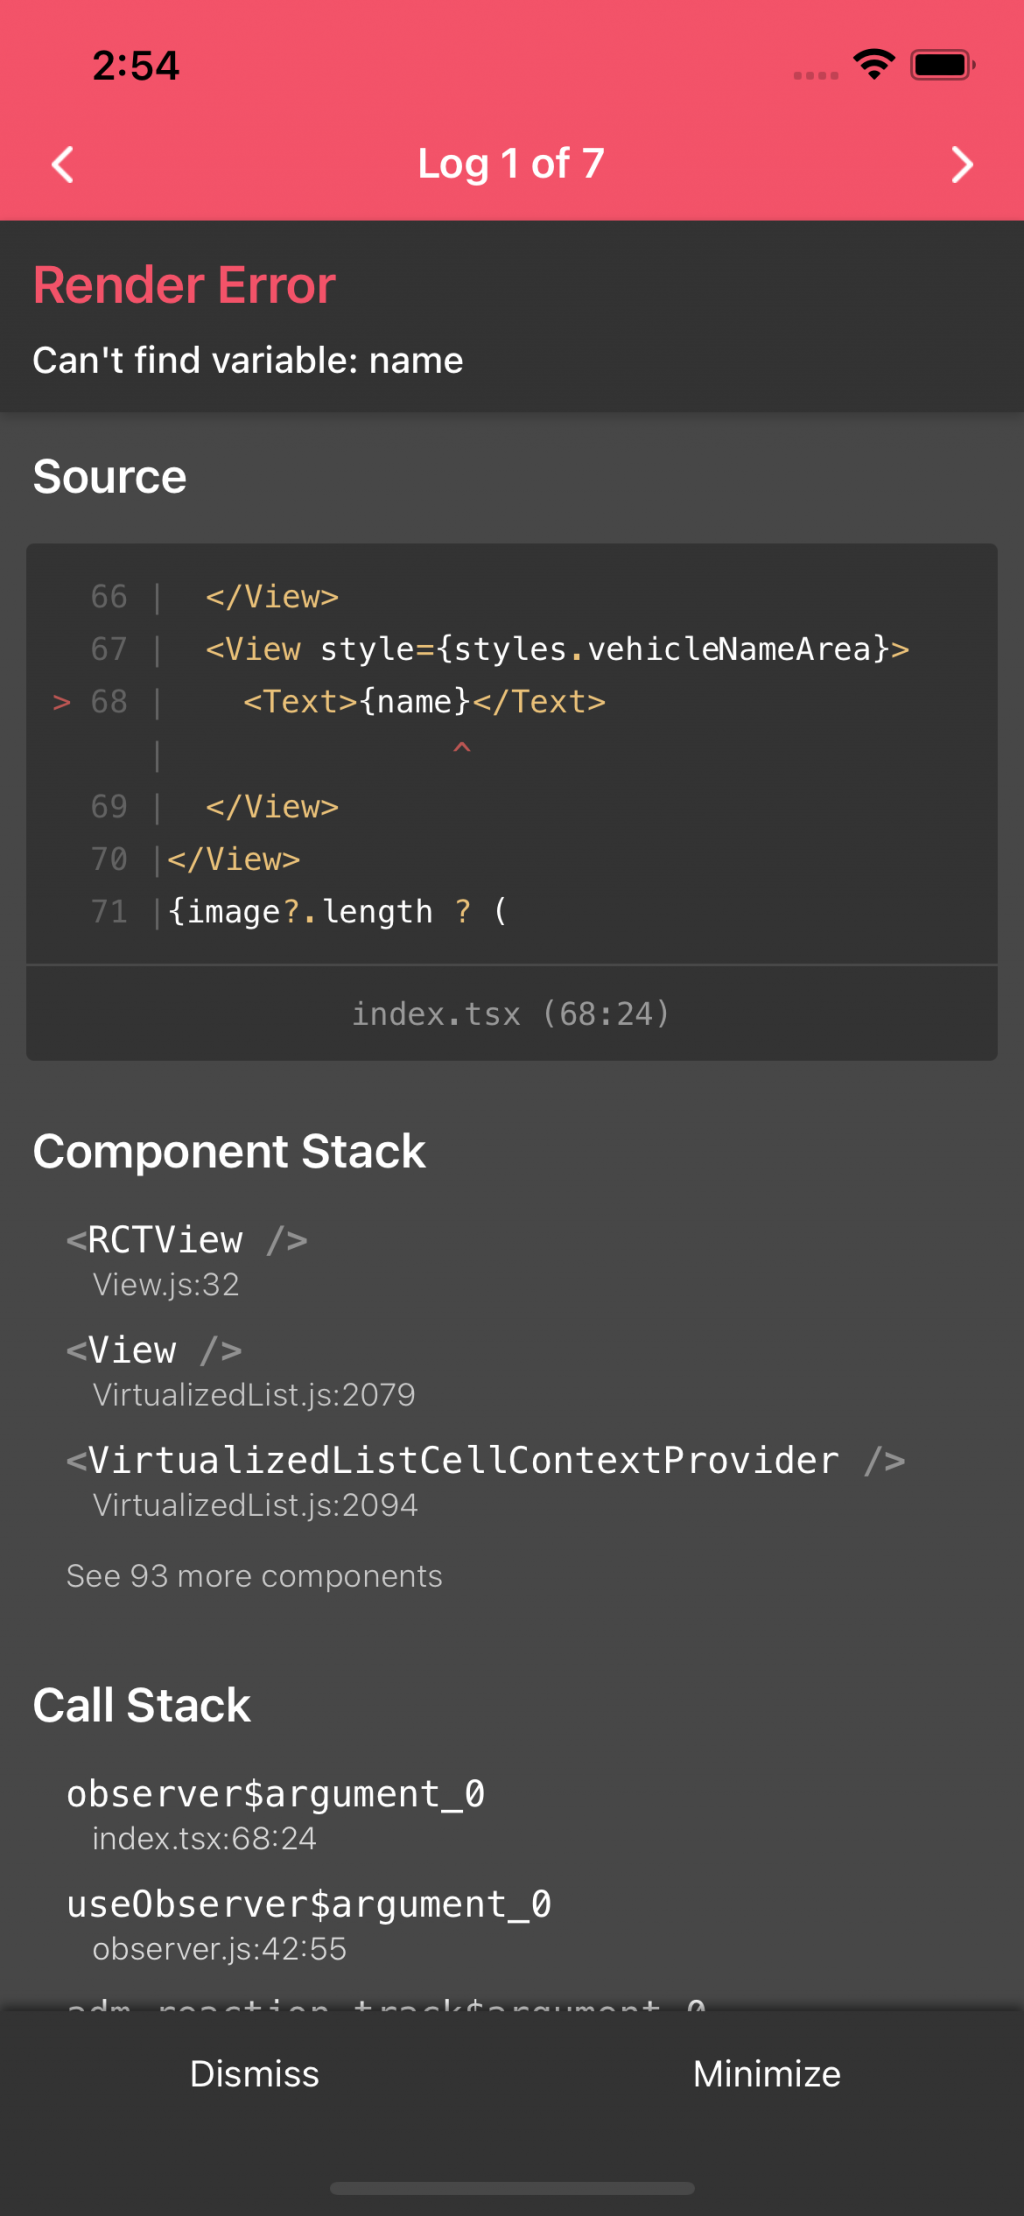 2:54
Log 1 of 7
Render Error
Can't find variable: name
Source
66 |   </View>
67 |   <View style={styles.vehicleNameArea}>
> 68 |     <Text>{name}</Text>
|                ^
69 |   </View>
70 |</View>
71 |{image?.length ? (
index.tsx (68:24)
Component Stack
<RCTView />
View.js:32
<View />
VirtualizedList.js:2079
<VirtualizedListCellContextProvider />
VirtualizedList.js:2094
See 93 more components
Call Stack
observer$argument_0
index.tsx:68:24
useObserver$argument_0
observer.js:42:55
Dismiss
Minimize